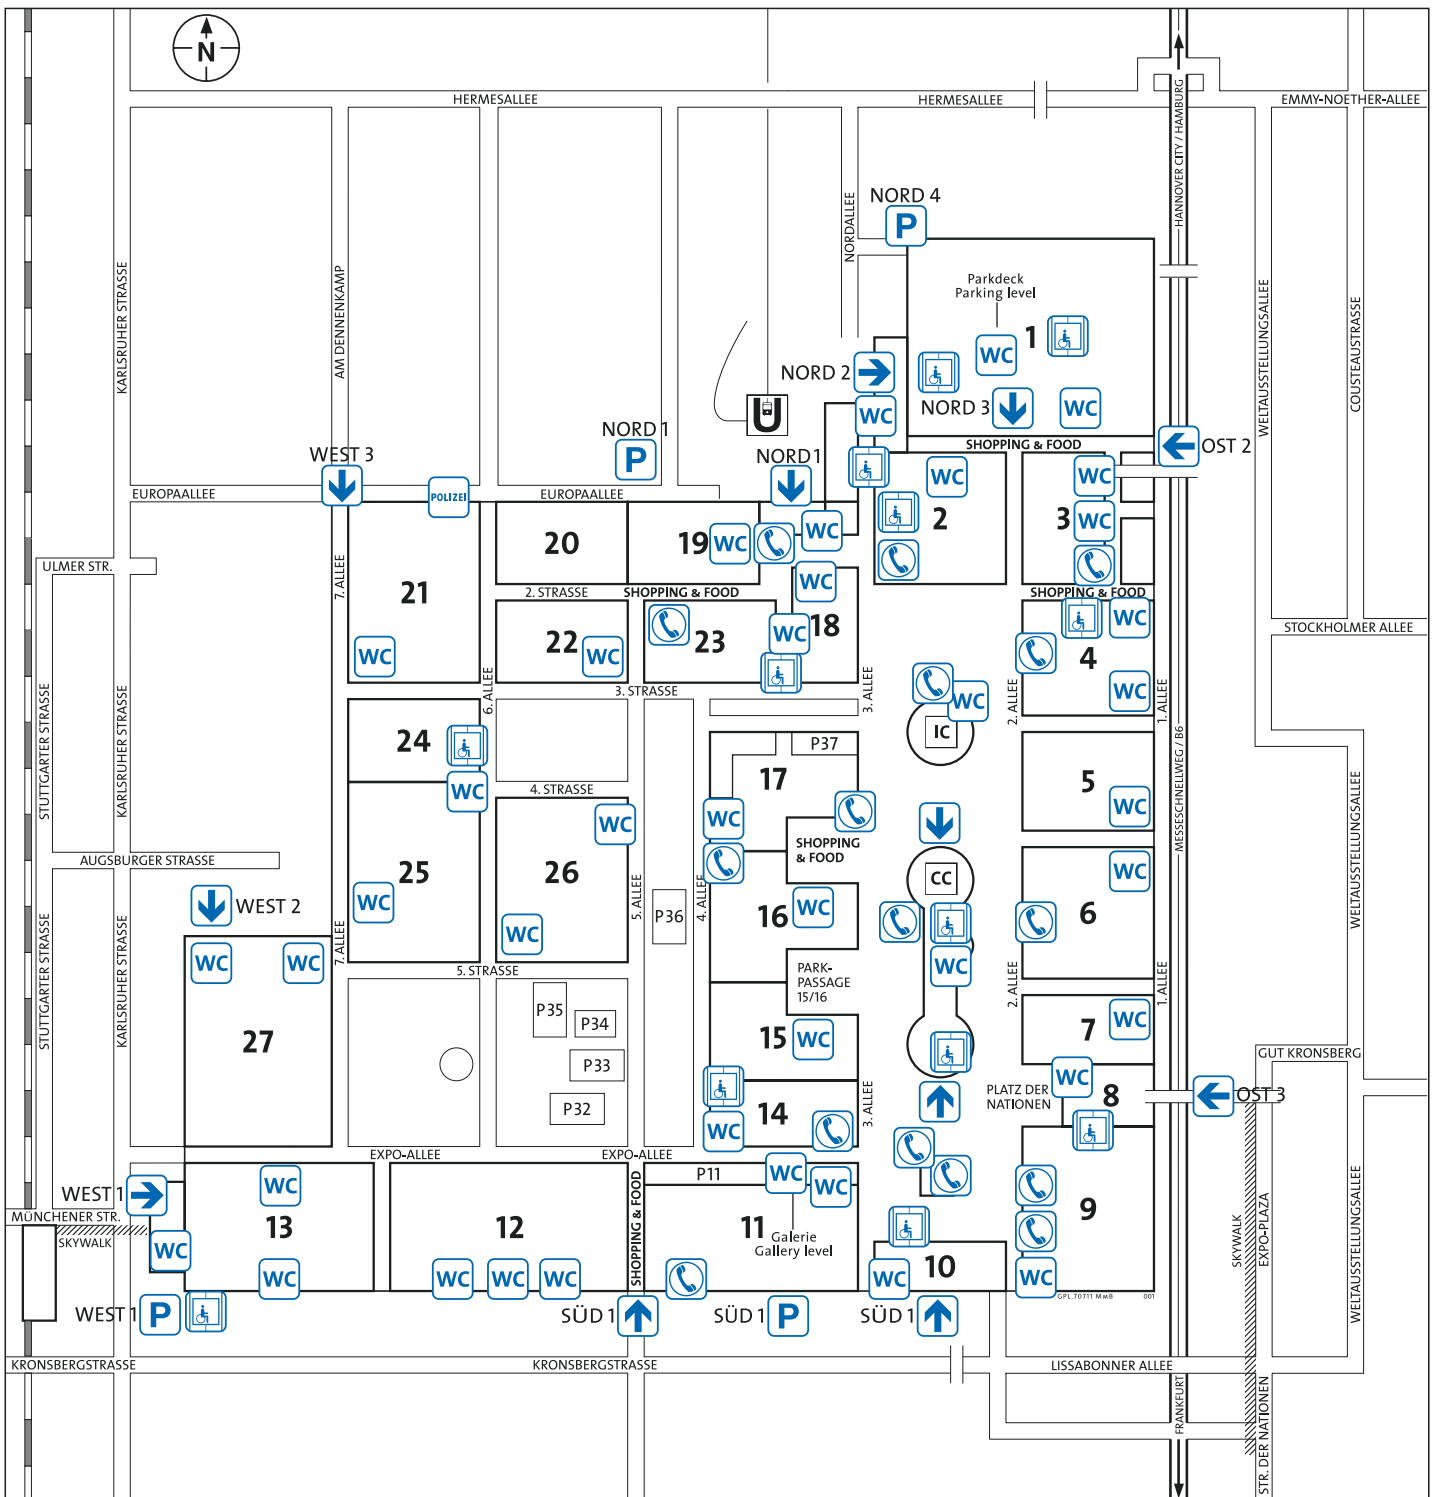 N
HERMESALLEE
HERMESALLEE
EMMY-NOETHER-ALLEE
HANNOVER CITY / HAMBURG
NORD 4
P
NORDALLEE
KARLSRUHER STRASSE
AM DENNENKAMP
WELTAUSSTELLUNGSALLEE
COUSTEAUSTRASSE
Parkdeck
Parking level
1
WC
NORD 2
NORD 3
WC
WC
U
SHOPPING & FOOD
OST 2
NORD 1
P
WEST 3
NORD 1
EUROPAALLEE
POLIZEI
EUROPAALLEE
WC
2
WC
3
WC
20
19
WC
WC
ULMER STR.
7. ALLEE
21
2. STRASSE
SHOPPING & FOOD
WC
SHOPPING & FOOD
WC
22
WC
23
WC
18
WC
4
WC
STOCKHOLMER ALLEE
WC
6. ALLEE
3. STRASSE
3. ALLEE
2. ALLEE
1. ALLEE
STUTTGARTER STRASSE
KARLSRUHER STRASSE
MESSESCHNELLWEG / B6
WC
IC
24
P37
17
5
WC
WC
4. STRASSE
WC
WC
SHOPPING
& FOOD
WELTAUSSTELLUNGSALLEE
AUGSBURGER STRASSE
25
26
CC
WC
WEST 2
WC
5. ALLEE
P36
4. ALLEE
16
WC
6
STUTTGARTER STRASSE
KARLSRUHER STRASSE
7. ALLEE
WC
WC
WC
5. STRASSE
PARK-
PASSAGE
15/16
WC
2. ALLEE
1. ALLEE
27
P35
P34
P33
P32
15
WC
7
WC
GUT KRONSBERG
WC
8
PLATZ DER
NATIONEN
OST 3
14
WC
3. ALLEE
EXPO-ALLEE
EXPO-ALLEE
WEST 1
WC
P11
WC
WC
MÜNCHENER STR.
SKYWALK
WC
13
12
SHOPPING & FOOD
11
Galerie
Gallery level
9
SKYWALK
EXPO-PLAZA
WELTAUSSTELLUNGSALLEE
WC
WC
WC
WC
WC
10
WC
GPL.70711 MmB 001
WEST 1
P
SÜD 1
SÜD 1
P
SÜD 1
KRONSBERGSTRASSE
KRONSBERGSTRASSE
LISSABONNER ALLEE
FRANKFURT
STR. DER NATIONEN